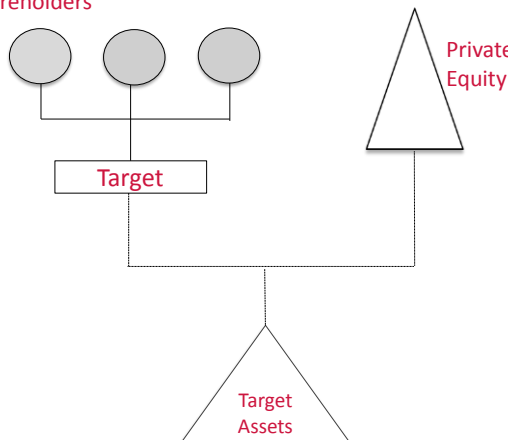 reholders
Private
Equity
Target
Target
Assets